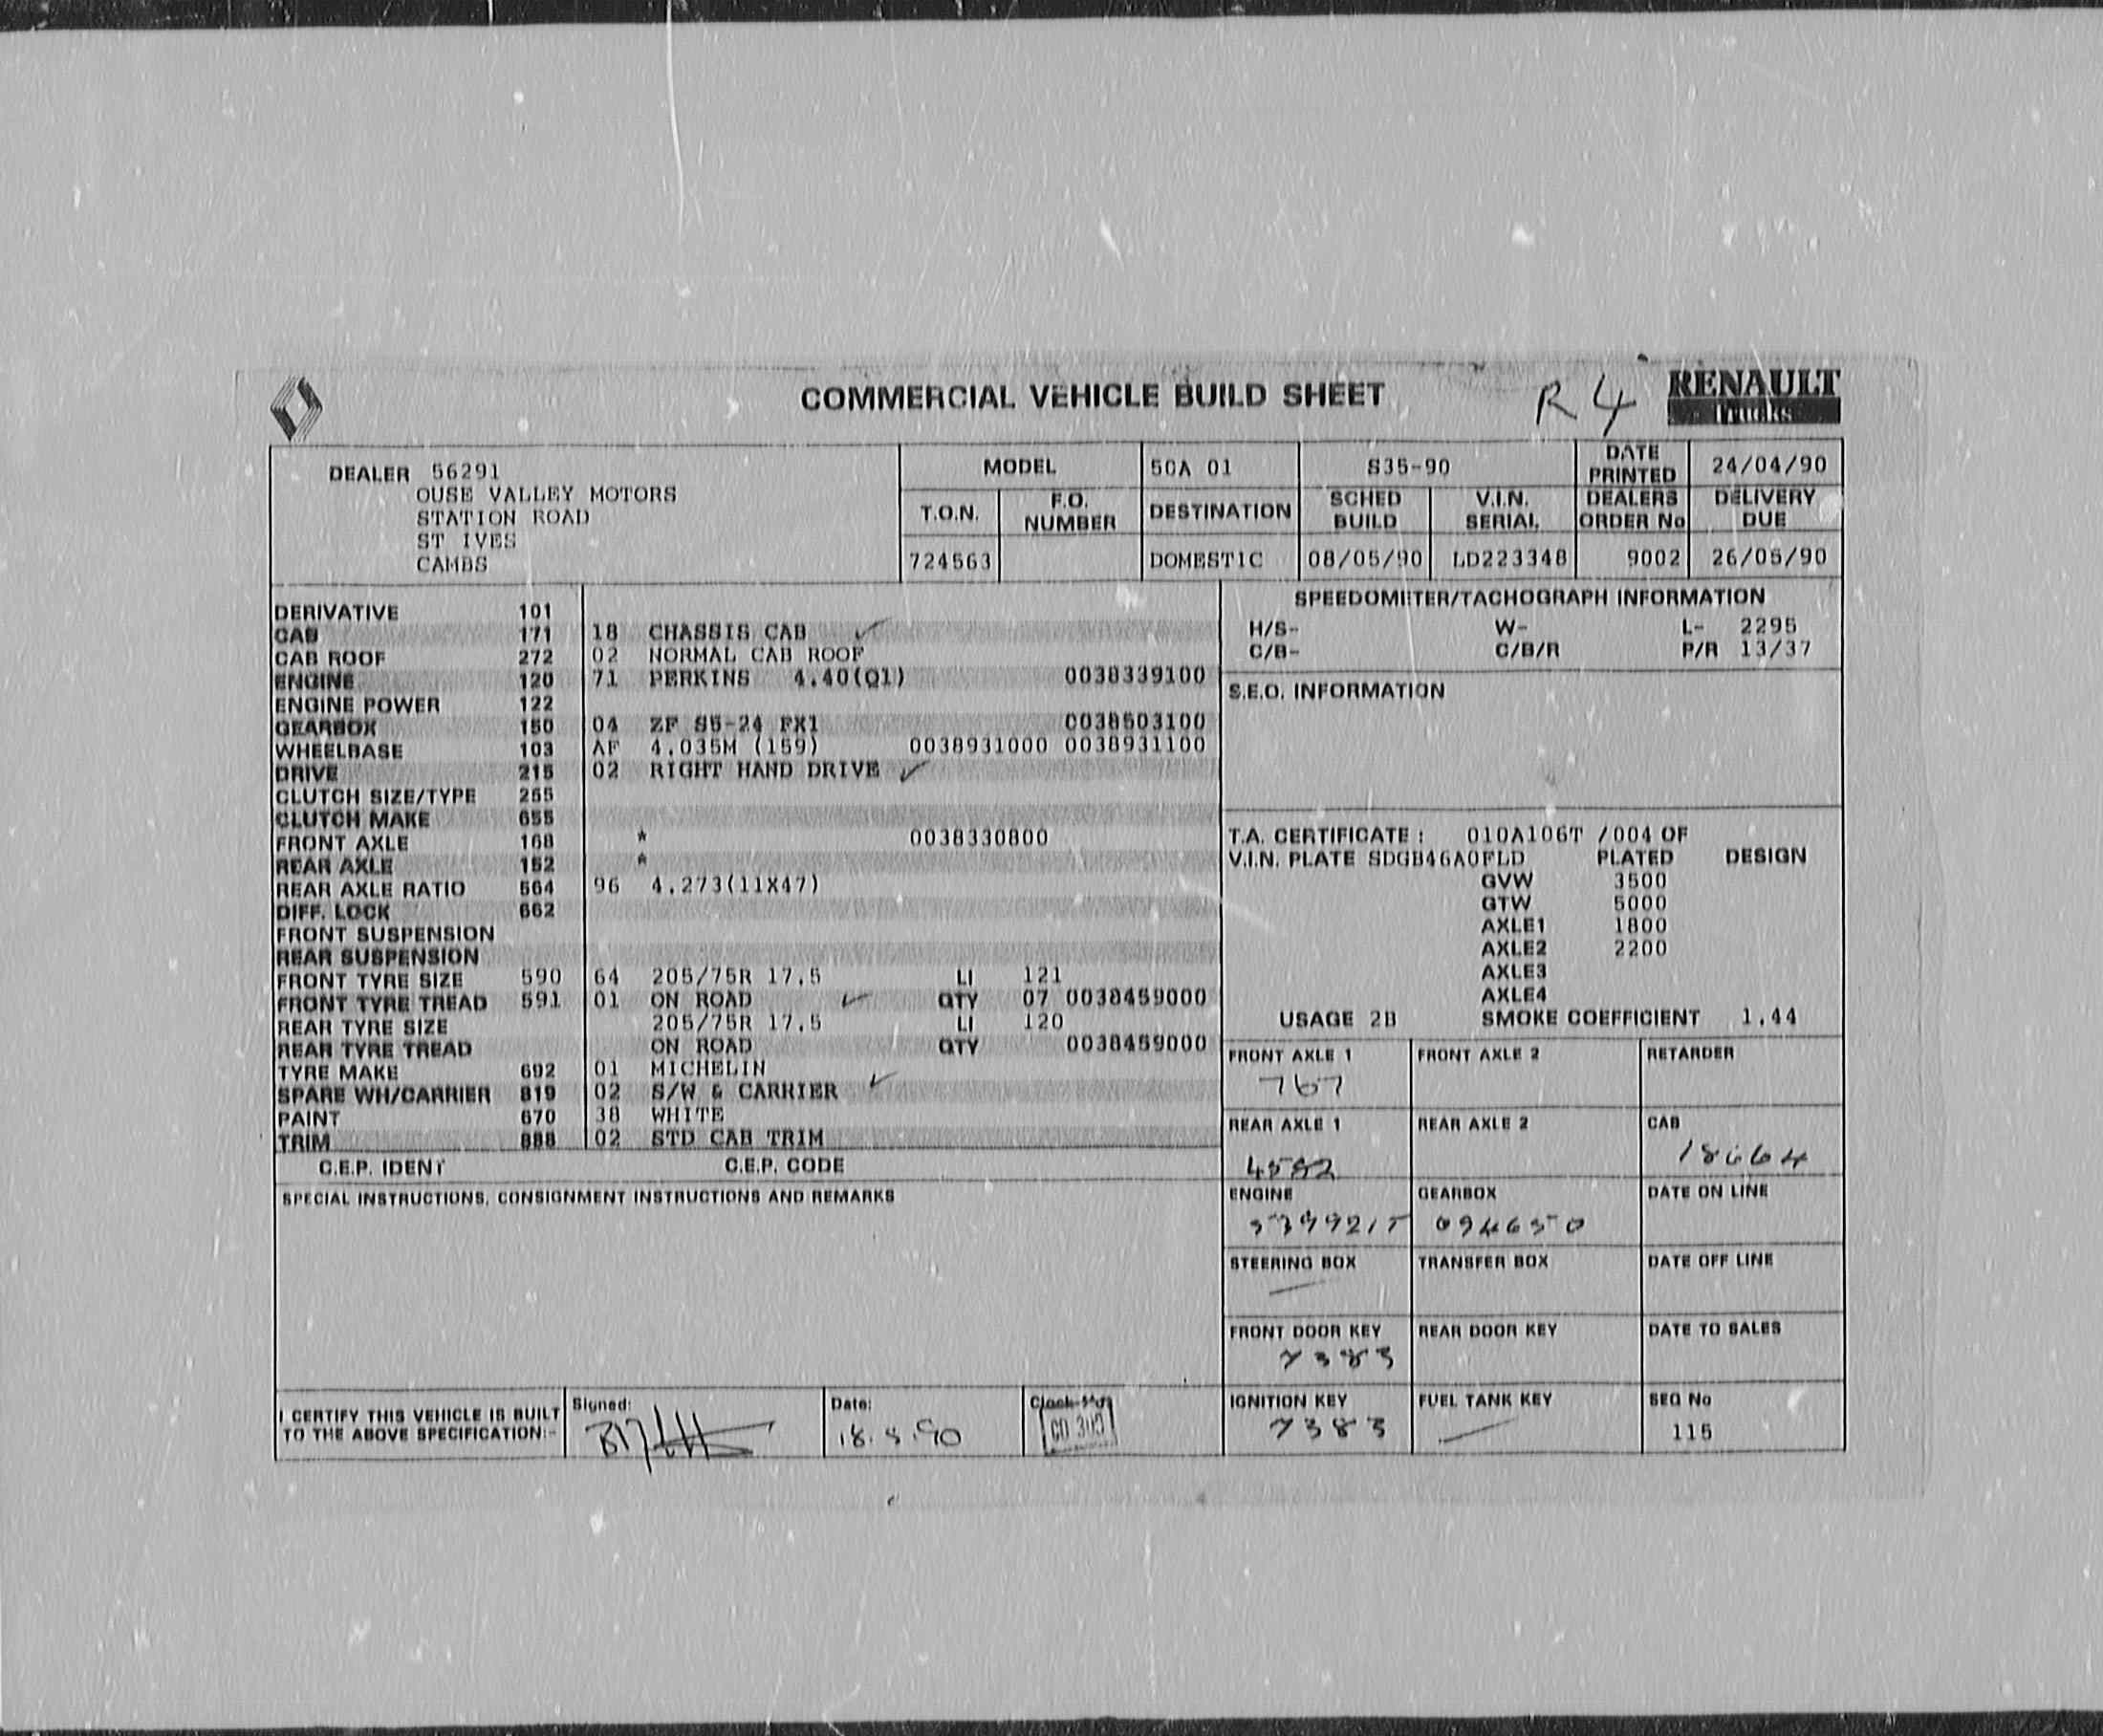 COMMERCIAL VEHICLE BUILD SHEET R4 RENAULT
Trucks
DEALER 56291
OUSE VALLEY MOTORS
STATION ROAD
ST IVES
CAMBS
MODEL 50A 01 S35-90 DATE PRINTED 24/04/90
T.O.N. F.O. NUMBER DESTINATION SCHED BUILD V.I.N. SERIAL DEALERS ORDER No DELIVERY DUE
724563 DOMESTIC 08/05/90 LD223348 9002 26/05/90
DERIVATIVE 101
CAB 171 18 CHASSIS CAB ✓
CAB ROOF 272 02 NORMAL CAB ROOF
ENGINE 120 71 PERKINS 4.40(Q1) 0038339100
ENGINE POWER 122
GEARBOX 150 04 ZF S5-24 FX1 0038503100
WHEELBASE 103 AF 4.035M (159) 0038931000 0038931100
DRIVE 215 02 RIGHT HAND DRIVE ✓
CLUTCH SIZE/TYPE 255
CLUTCH MAKE 655
FRONT AXLE 168 * 0038330800
REAR AXLE 152 *
REAR AXLE RATIO 564 96 4.273(11X47)
DIFF. LOCK 662
FRONT SUSPENSION
REAR SUSPENSION
FRONT TYRE SIZE 590 64 205/75R 17.5 LI 121
FRONT TYRE TREAD 591 01 ON ROAD ✓ QTY 07 0038459000
REAR TYRE SIZE 205/75R 17.5 LI 120
REAR TYRE TREAD ON ROAD QTY 0038459000
TYRE MAKE 692 01 MICHELIN
SPARE WH/CARRIER 819 02 S/W & CARRIER ✓
PAINT 670 38 WHITE
TRIM 888 02 STD CAB TRIM
C.E.P. IDENT C.E.P. CODE
SPECIAL INSTRUCTIONS, CONSIGNMENT INSTRUCTIONS AND REMARKS
SPEEDOMETER/TACHOGRAPH INFORMATION
H/S- W- L- 2295
C/B- C/B/R P/R 13/37
S.E.O. INFORMATION
T.A. CERTIFICATE : 010A106T /004 OF
V.I.N. PLATE SDGB46A0FLD PLATED DESIGN
GVW 3500
GTW 5000
AXLE1 1800
AXLE2 2200
AXLE3
AXLE4
USAGE 2B SMOKE COEFFICIENT 1.44
FRONT AXLE 1 FRONT AXLE 2 RETARDER
767
REAR AXLE 1 REAR AXLE 2 CAB
4582 18664
ENGINE GEARBOX DATE ON LINE
094650
STEERING BOX TRANSFER BOX DATE OFF LINE
FRONT DOOR KEY REAR DOOR KEY DATE TO SALES
7383
IGNITION KEY FUEL TANK KEY SEQ No
7383 115
I CERTIFY THIS VEHICLE IS BUILT
TO THE ABOVE SPECIFICATION:-
Signed:
Date:
18.5.90